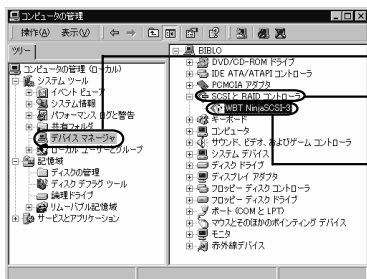 コンピュータの管理
操作(A) 表示(V)
ツリー
コンピュータの管理 (ローカル)
システム ツール
イベント ビューア
システム情報
パフォーマンス ログと警告
共有フォルダ
デバイス マネージャ
ローカル ユーザーとグループ
記憶域
ディスクの管理
ディスク デフラグ ツール
論理ドライブ
リムーバブル記憶域
サービスとアプリケーション
BIBLO
DVD/CD-ROM ドライブ
IDE ATA/ATAPI コントローラ
PCMCIA アダプタ
SCSI と RAID コントローラ
WBT NinjaSCSI-3
キーボード
コンピュータ
サウンド、ビデオ、およびゲーム コントローラ
システム デバイス
ディスク ドライブ
ディスプレイ アダプタ
フロッピー ディスク コントローラ
フロッピー ディスク ドライブ
ポート (COM と LPT)
マウスとそのほかのポインティング デバイス
モニタ
赤外線デバイス